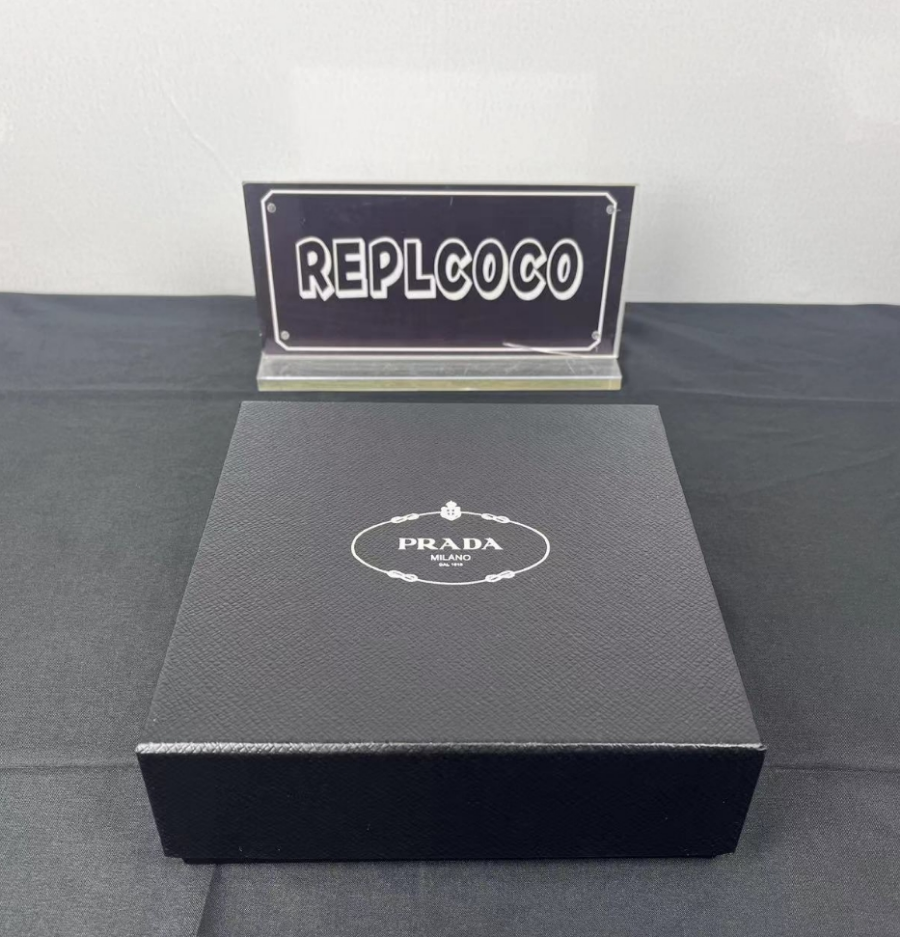 REPLCOCO
PRADA
MILANO
DAL 1913